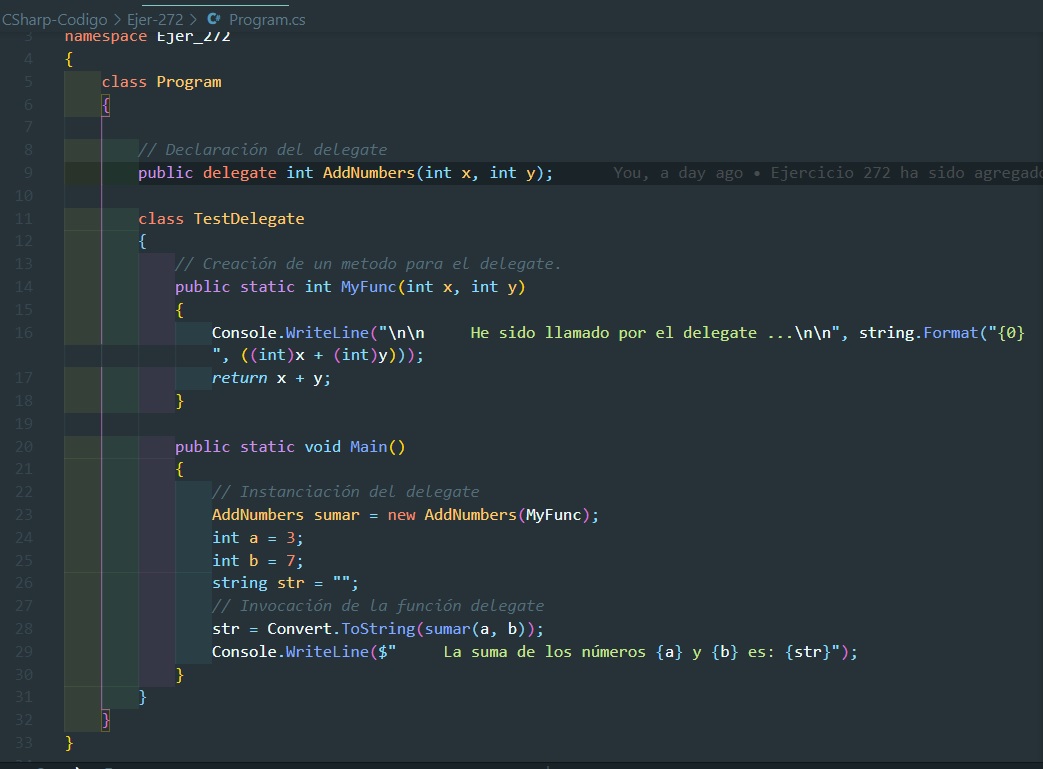 CSharp-Codigo > Ejer-272 > Program.cs
3 namespace Ejer_272
4 {
5 class Program
6 {
7
8 // Declaración del delegate
9 public delegate int AddNumbers(int x, int y); You, a day ago • Ejercicio 272 ha sido agregado
10
11 class TestDelegate
12 {
13 // Creación de un metodo para el delegate.
14 public static int MyFunc(int x, int y)
15 {
16 Console.WriteLine("\n\n     He sido llamado por el delegate ...\n\n", string.Format("{0}
", ((int)x + (int)y)));
17 return x + y;
18 }
19
20 public static void Main()
21 {
22 // Instanciación del delegate
23 AddNumbers sumar = new AddNumbers(MyFunc);
24 int a = 3;
25 int b = 7;
26 string str = "";
27 // Invocación de la función delegate
28 str = Convert.ToString(sumar(a, b));
29 Console.WriteLine($"     La suma de los números {a} y {b} es: {str}");
30 }
31 }
32 }
33 }